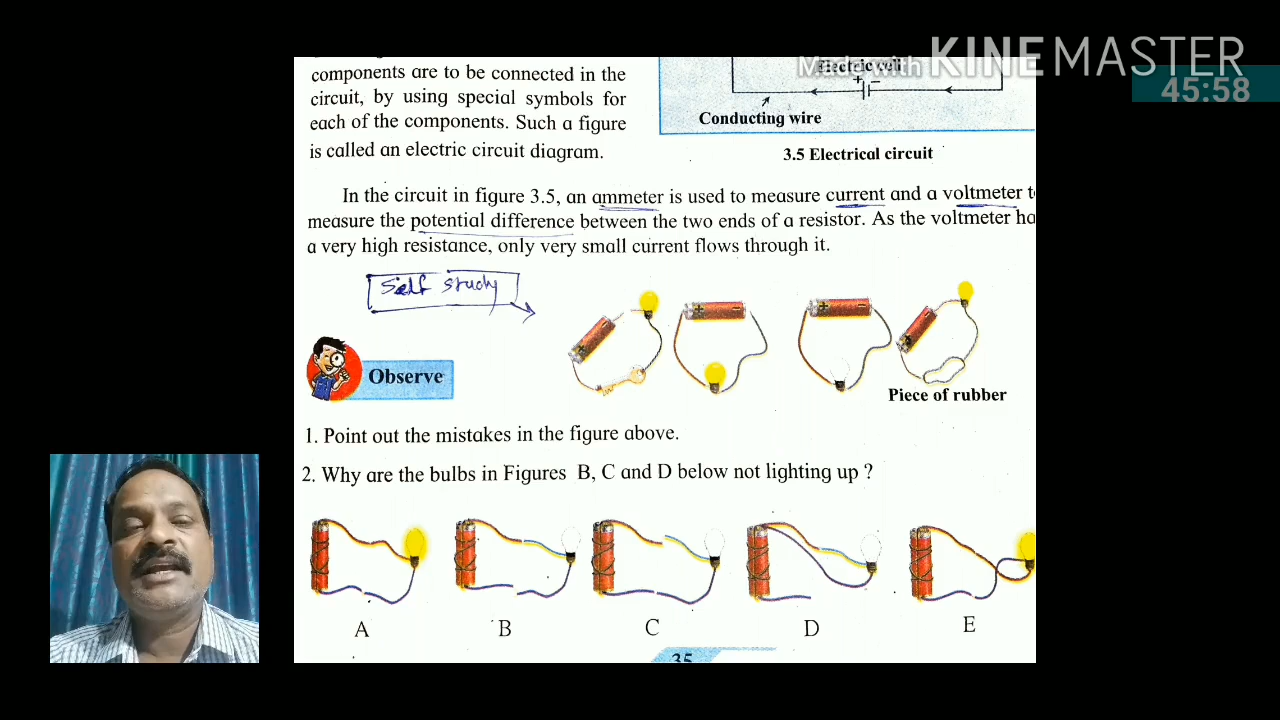 Made with KINEMASTER
45:58
components are to be connected in the
circuit, by using special symbols for
each of the components. Such a figure
is called an electric circuit diagram.
Electric cell
+ −
Conducting wire
3.5 Electrical circuit
In the circuit in figure 3.5, an ammeter is used to measure current and a voltmeter t
measure the potential difference between the two ends of a resistor. As the voltmeter ha
a very high resistance, only very small current flows through it.
Self study
Observe
+ −
+ −
+ −
+ −
Piece of rubber
1. Point out the mistakes in the figure above.
2. Why are the bulbs in Figures B, C and D below not lighting up ?
A B C D E
35